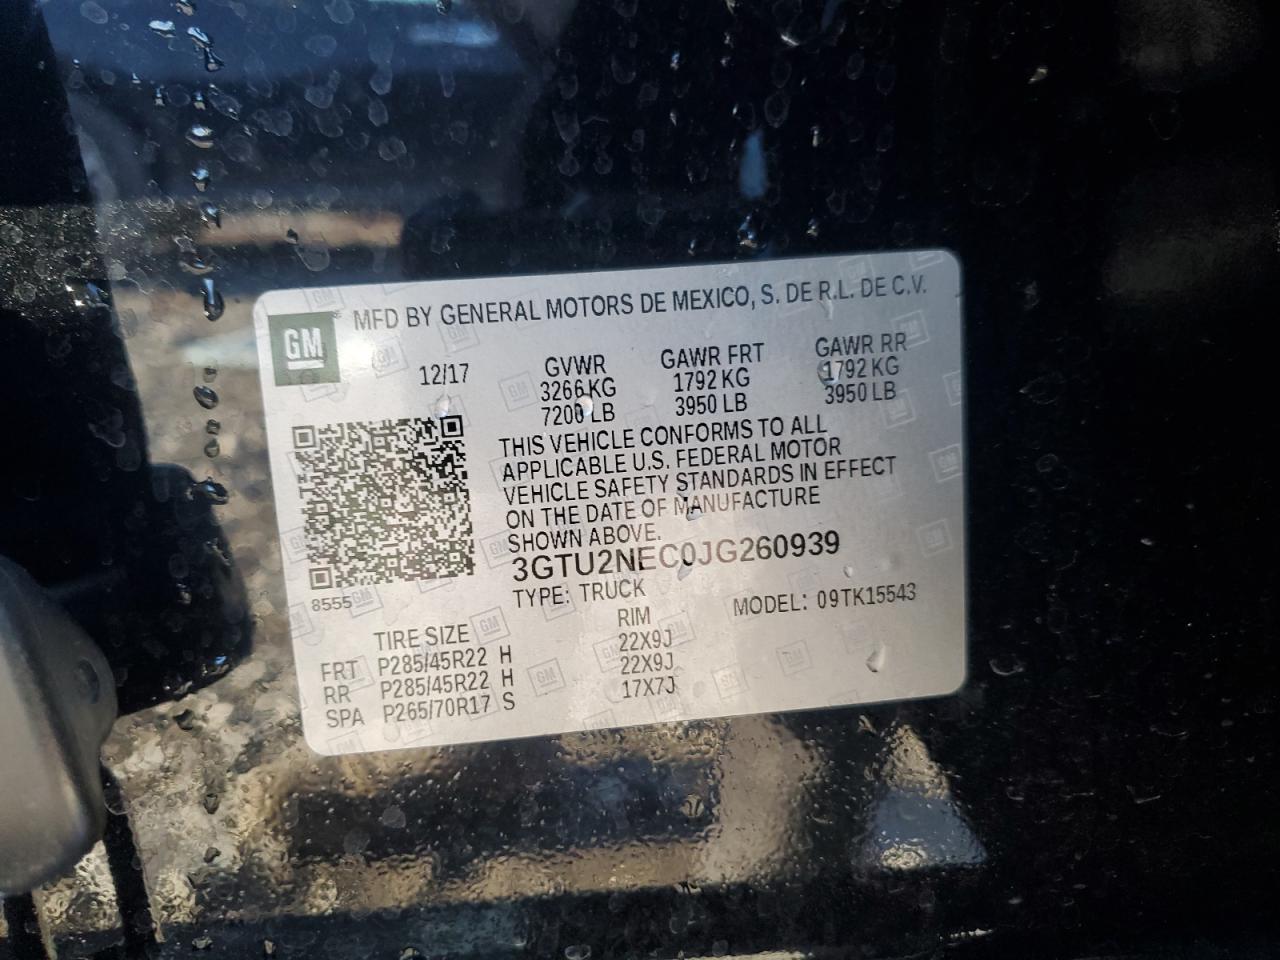 MFD BY GENERAL MOTORS DE MEXICO, S. DE R.L. DE C.V.
GM
12/17 GVWR GAWR FRT GAWR RR
3266 KG 1792 KG 1792 KG
7200 LB 3950 LB 3950 LB
THIS VEHICLE CONFORMS TO ALL
APPLICABLE U.S. FEDERAL MOTOR
VEHICLE SAFETY STANDARDS IN EFFECT
ON THE DATE OF MANUFACTURE
SHOWN ABOVE.
3GTU2NEC0JG260939
8555 TYPE: TRUCK MODEL: 09TK15543
TIRE SIZE RIM
FRT P285/45R22 H 22X9J
RR P285/45R22 H 22X9J
SPA P265/70R17 S 17X7J